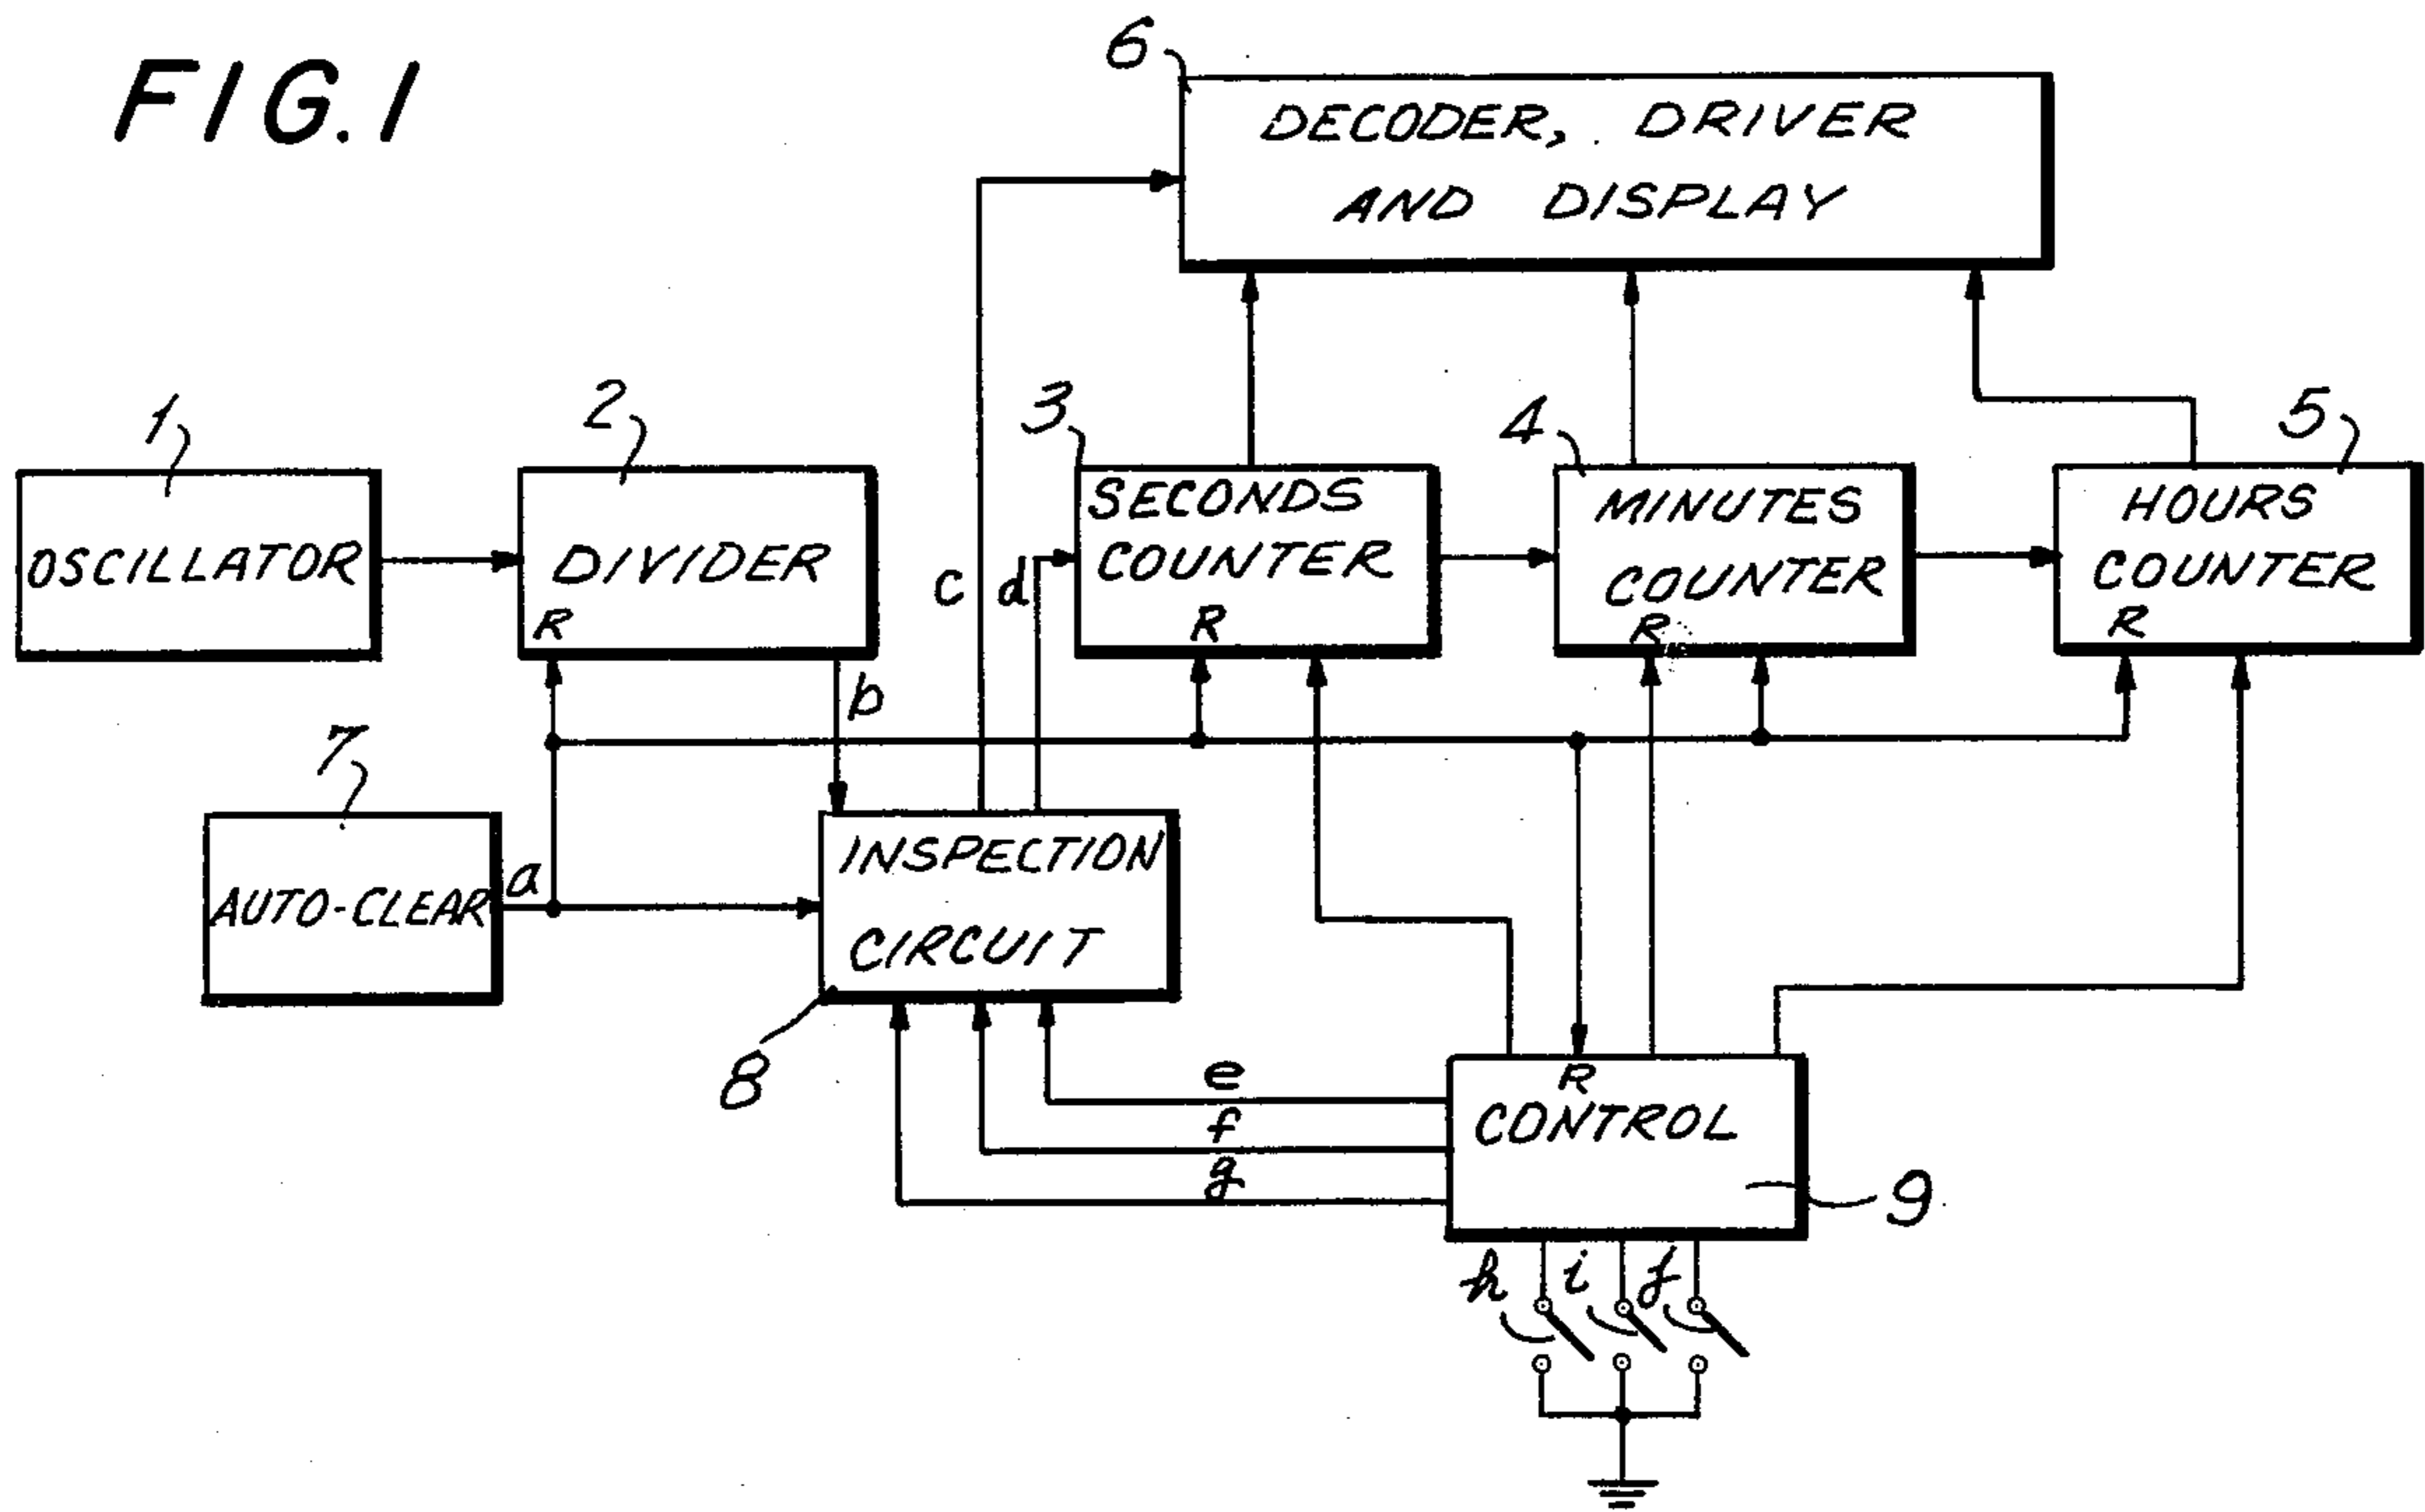 FIG. 1
6
DECODER, DRIVER
AND DISPLAY
1
OSCILLATOR
2
DIVIDER
R
3
SECONDS
COUNTER
R
4
MINUTES
COUNTER
R
5
HOURS
COUNTER
R
c
d
b
7
AUTO-CLEAR
a
INSPECTION
CIRCUIT
8
e
f
g
R
CONTROL
9
h
i
j